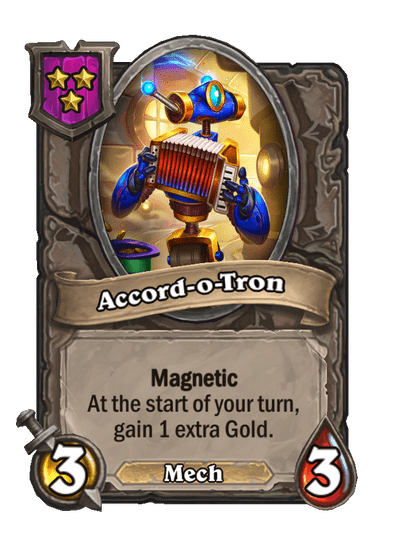 Accord-o-Tron
Magnetic
At the start of your turn,
gain 1 extra Gold.
3
Mech
3